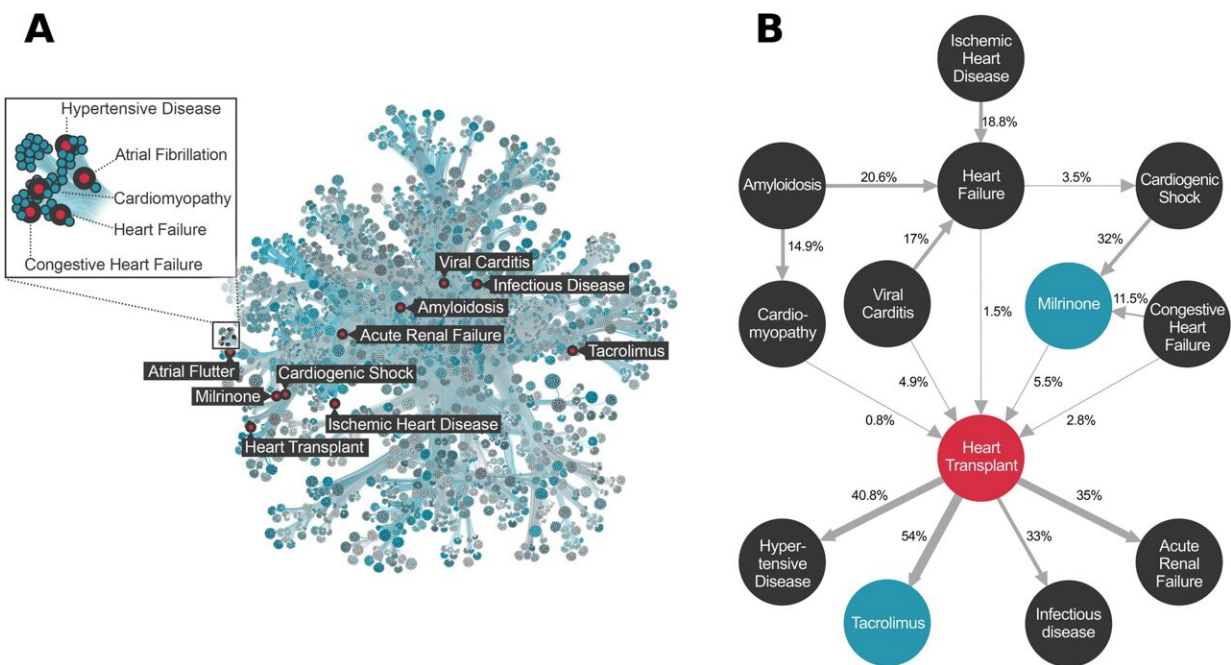 A
Hypertensive Disease
Atrial Fibrillation
Cardiomyopathy
Heart Failure
Congestive Heart Failure
Viral Carditis
Infectious Disease
Amyloidosis
Acute Renal Failure
Tacrolimus
Atrial Flutter
Cardiogenic Shock
Milrinone
Ischemic Heart Disease
Heart Transplant
B
Ischemic
Heart
Disease
18.8%
Amyloidosis
20.6%
Heart
Failure
3.5%
Cardiogenic
Shock
14.9%
17%
32%
Cardio-
myopathy
Viral
Carditis
1.5%
Milrinone
11.5%
Congestive
Heart
Failure
0.8%
4.9%
5.5%
2.8%
Heart
Transplant
40.8%
54%
33%
35%
Hyper-
tensive
Disease
Tacrolimus
Infectious
disease
Acute
Renal
Failure